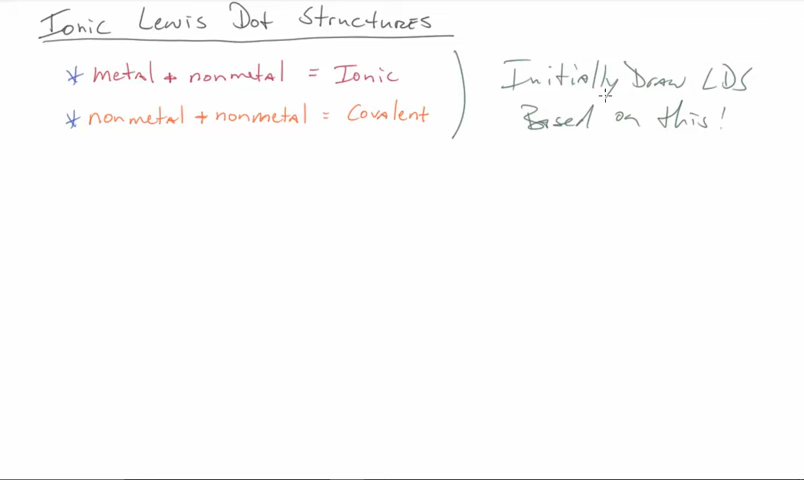 Ionic Lewis Dot Structures
* metal + nonmetal = Ionic
* nonmetal + nonmetal = Covalent
Initially Draw LDS
Based on this!